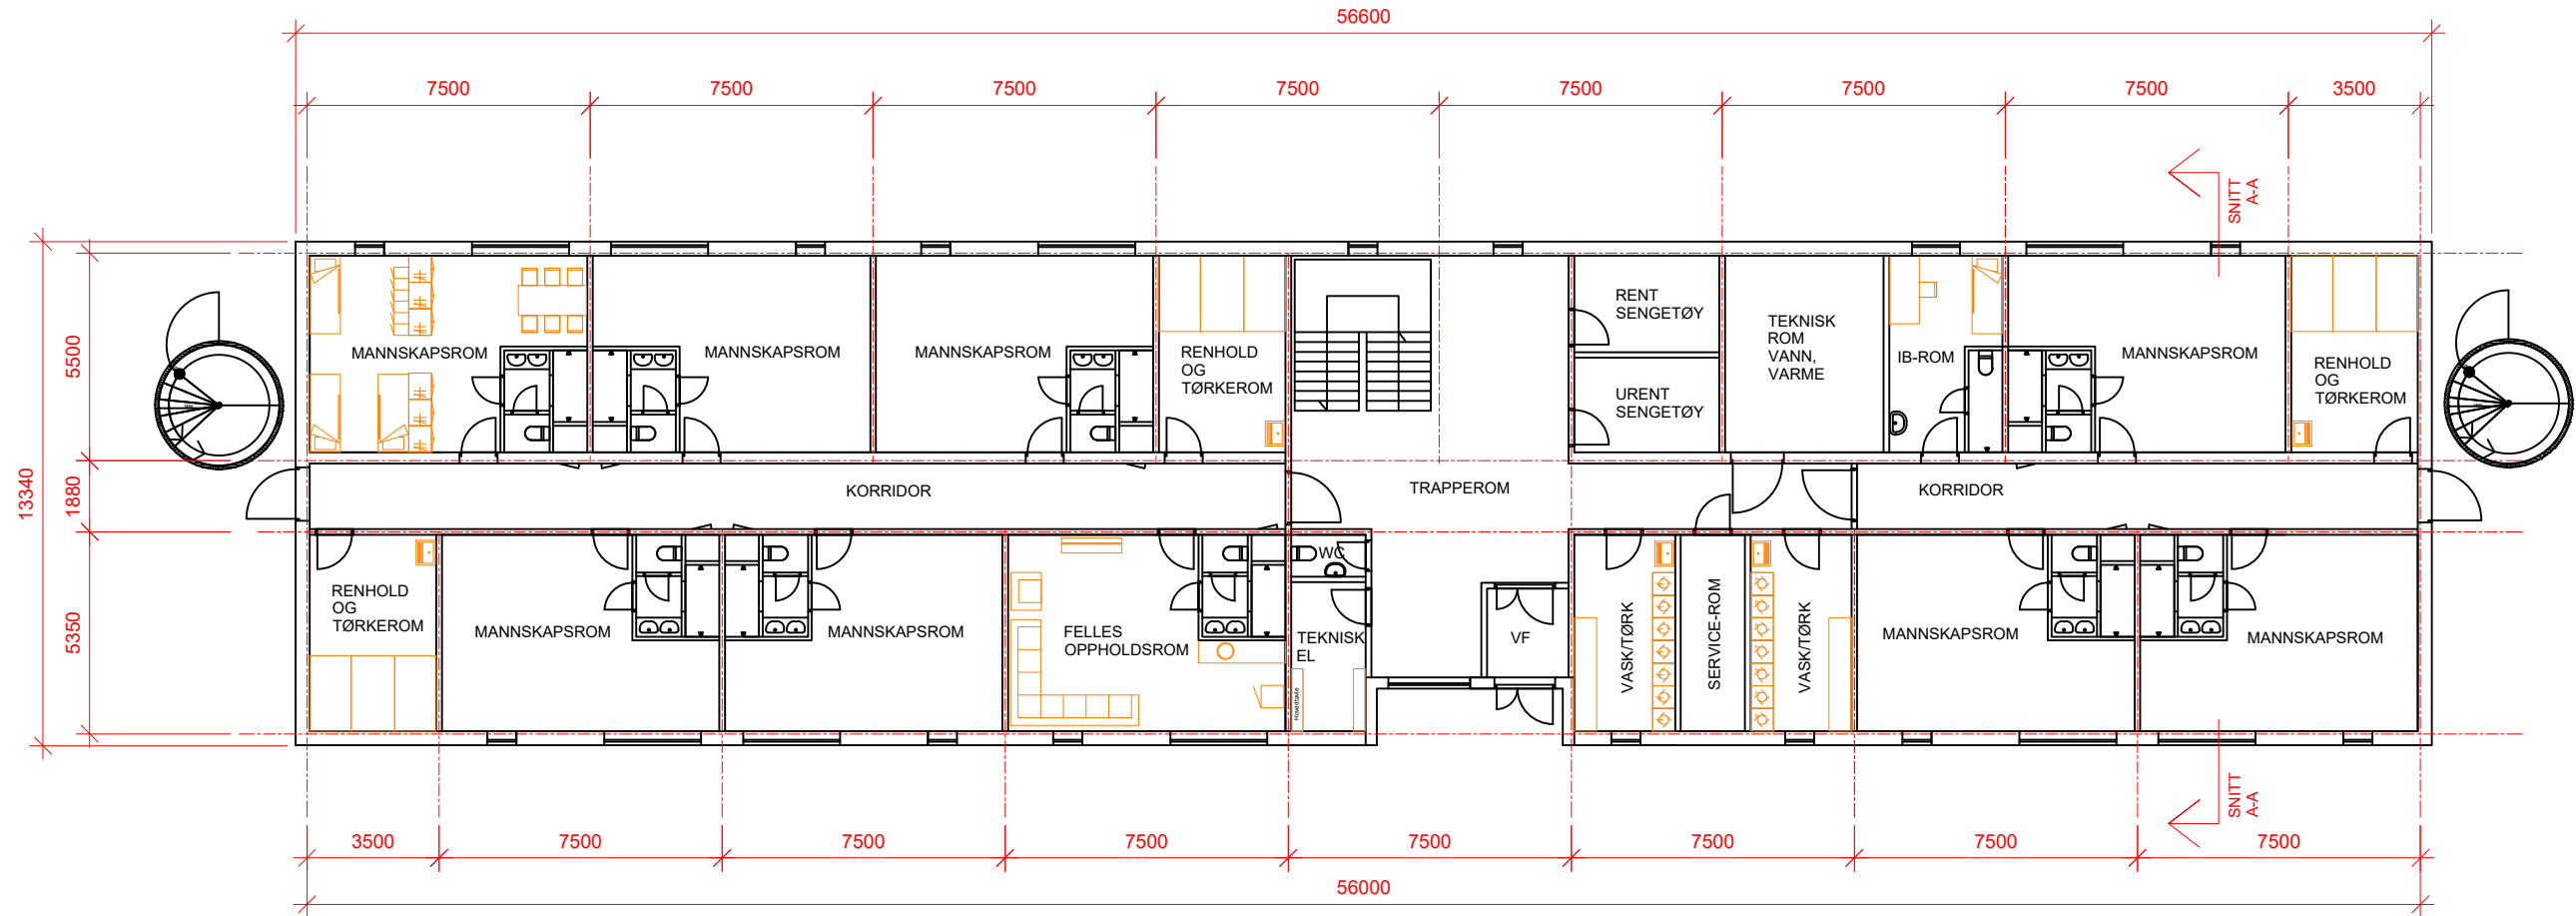 56600
7500
7500
7500
7500
7500
7500
7500
3500
SNITT
A-A
13340
5500
1880
5350
MANNSKAPSROM
MANNSKAPSROM
MANNSKAPSROM
RENHOLD
OG
TØRKEROM
RENT
SENGETØY
URENT
SENGETØY
TEKNISK
ROM
VANN,
VARME
IB-ROM
MANNSKAPSROM
RENHOLD
OG
TØRKEROM
KORRIDOR
TRAPPEROM
KORRIDOR
RENHOLD
OG
TØRKEROM
MANNSKAPSROM
MANNSKAPSROM
FELLES
OPPHOLDSROM
WC
TEKNISK
EL
Hovedtavle
VF
VASK/TØRK
SERVICE-ROM
VASK/TØRK
MANNSKAPSROM
MANNSKAPSROM
SNITT
A-A
3500
7500
7500
7500
7500
7500
7500
7500
56000